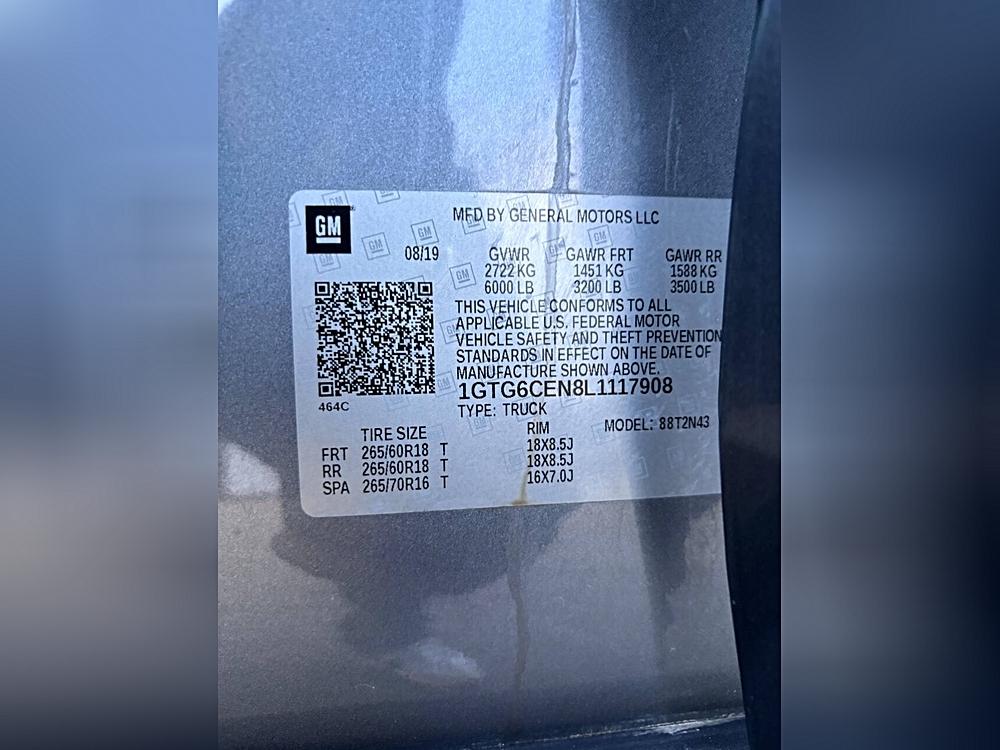 GM
MFD BY GENERAL MOTORS LLC
08/19 GVWR GAWR FRT GAWR RR
2722 KG 1451 KG 1588 KG
6000 LB 3200 LB 3500 LB
THIS VEHICLE CONFORMS TO ALL
APPLICABLE U.S. FEDERAL MOTOR
VEHICLE SAFETY AND THEFT PREVENTION
STANDARDS IN EFFECT ON THE DATE OF
MANUFACTURE SHOWN ABOVE.
1GTG6CEN8L1117908
464C
TYPE: TRUCK
MODEL: 88T2N43
TIRE SIZE RIM
FRT 265/60R18 T 18X8.5J
RR 265/60R18 T 18X8.5J
SPA 265/70R16 T 16X7.0J